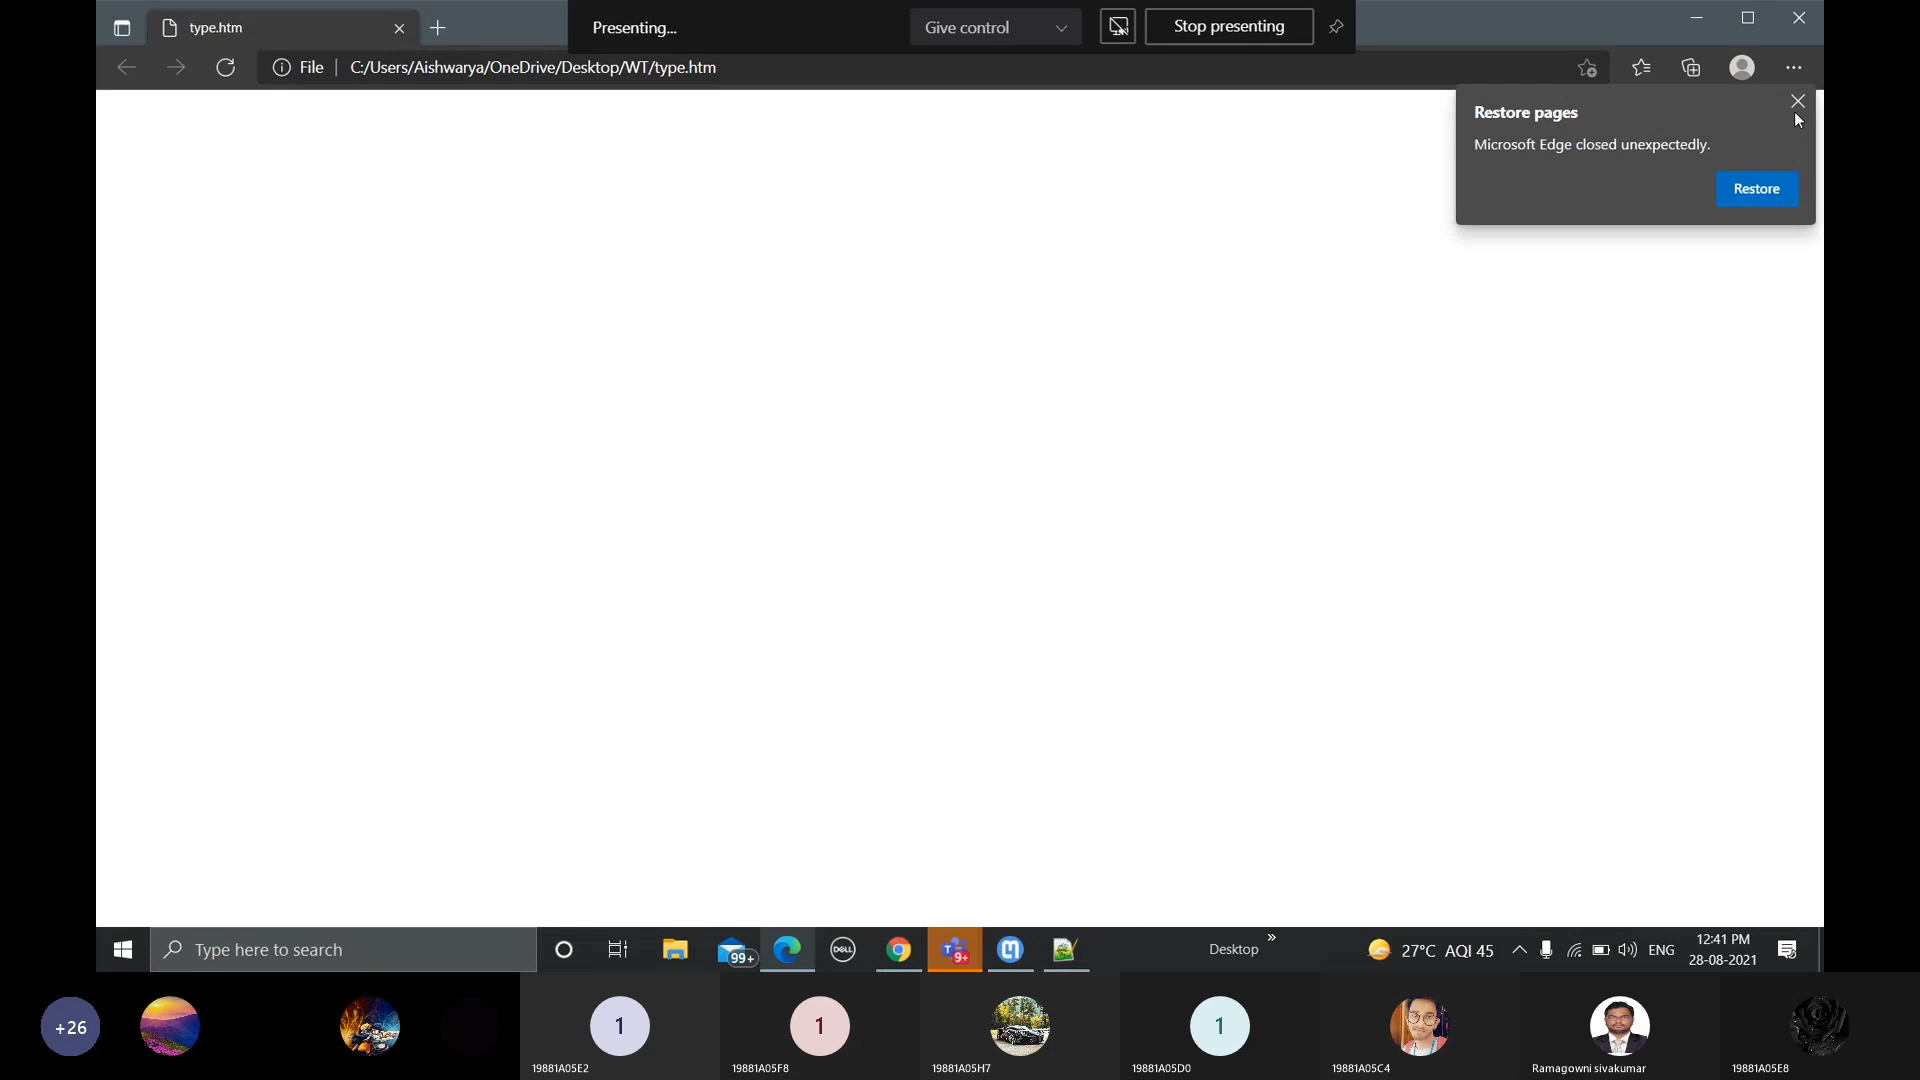 type.htm
Presenting...
Give control
Stop presenting
File
C:/Users/Aishwarya/OneDrive/Desktop/WT/type.htm
Restore pages
Microsoft Edge closed unexpectedly.
Restore
Type here to search
99+
DELL
T
9+
Desktop
27°C AQI 45
ENG
12:41 PM
28-08-2021
+26
1
1
1
19881A05E2
19881A05F8
19881A05H7
19881A05D0
19881A05C4
Ramagowni sivakumar
19881A05E8